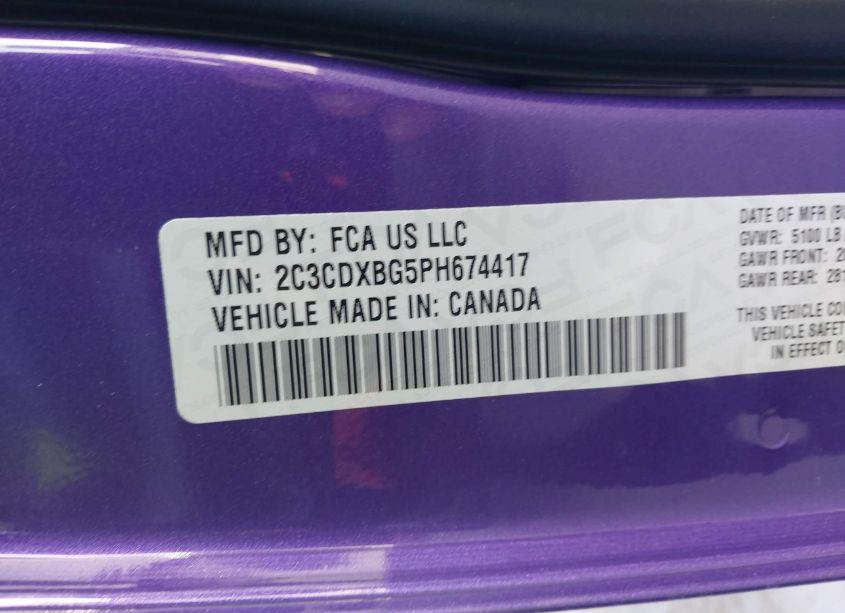 MFD BY: FCA US LLC
VIN: 2C3CDXBG5PH674417
VEHICLE MADE IN: CANADA
DATE OF MFR
GVWR: 5100 LB
GAWR FRONT:
GAWR REAR:
THIS VEHICLE
VEHICLE
IN EFFECT